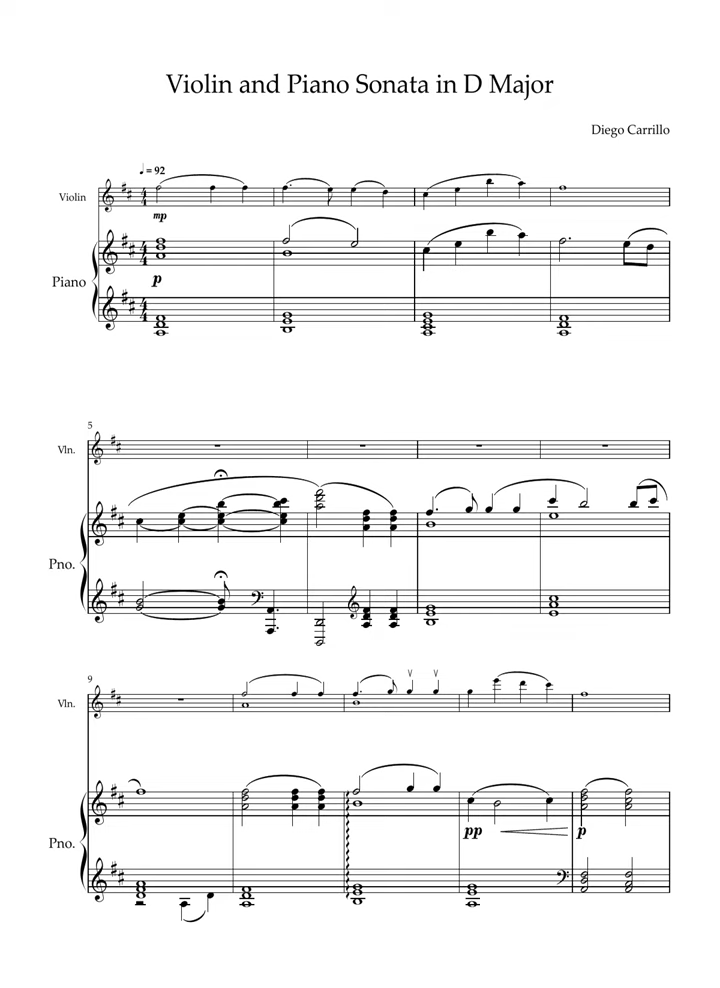 Violin and Piano Sonata in D Major
Diego Carrillo
♩ = 92
Violin
mp
Piano
p
5
Vln.
Pno.
9
Vln.
Pno.
pp
p